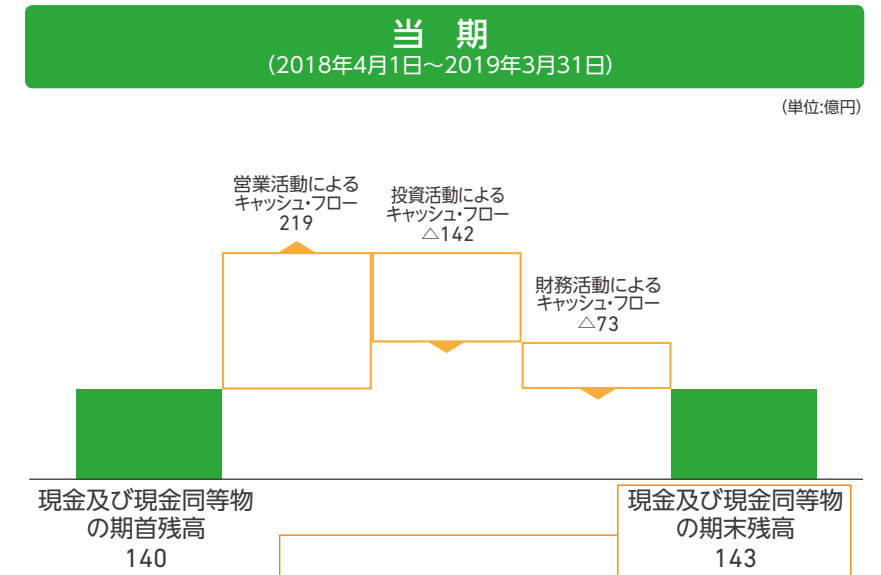 当 期
(2018年4月1日～2019年3月31日)
(単位:億円)
営業活動による
キャッシュ・フロー
219
投資活動による
キャッシュ・フロー
△142
財務活動による
キャッシュ・フロー
△73
現金及び現金同等物
の期首残高
140
現金及び現金同等物
の期末残高
143